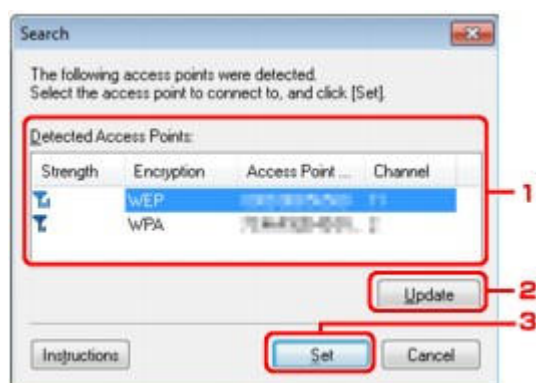 Search
The following access points were detected.
Select the access point to connect to, and click [Set].
Detected Access Points:
Strength Encryption Access Point ... Channel
WEP
WPA
1
Update
2
3
Instructions Set Cancel